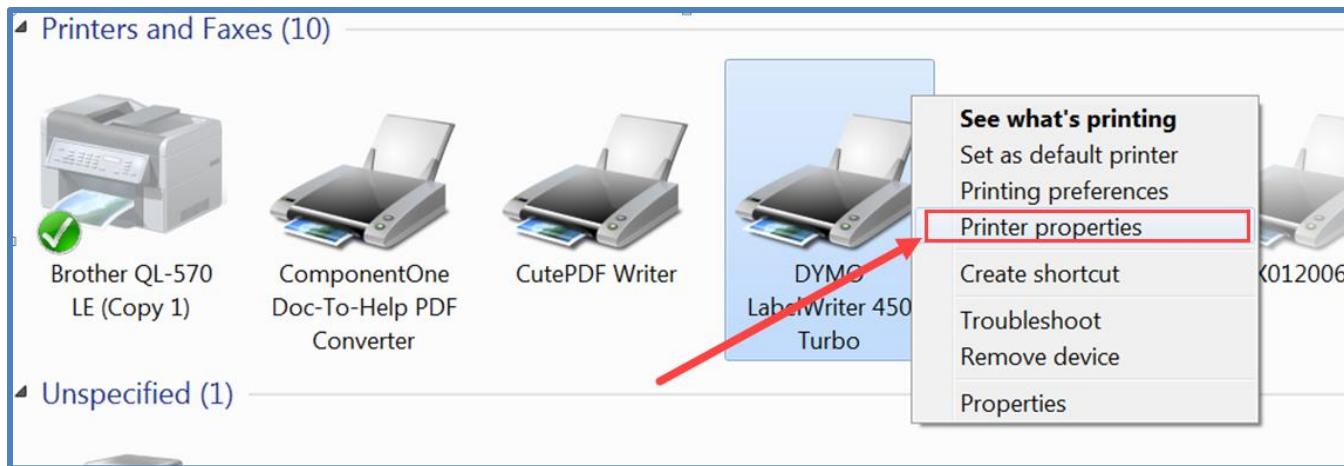 Printers and Faxes (10)
Brother QL-570
LE (Copy 1)
ComponentOne
Doc-To-Help PDF
Converter
CutePDF Writer
DYMO
LabelWriter 450
Turbo
See what's printing
Set as default printer
Printing preferences
Printer properties
Create shortcut
Troubleshoot
Remove device
Properties
X012006
Unspecified (1)